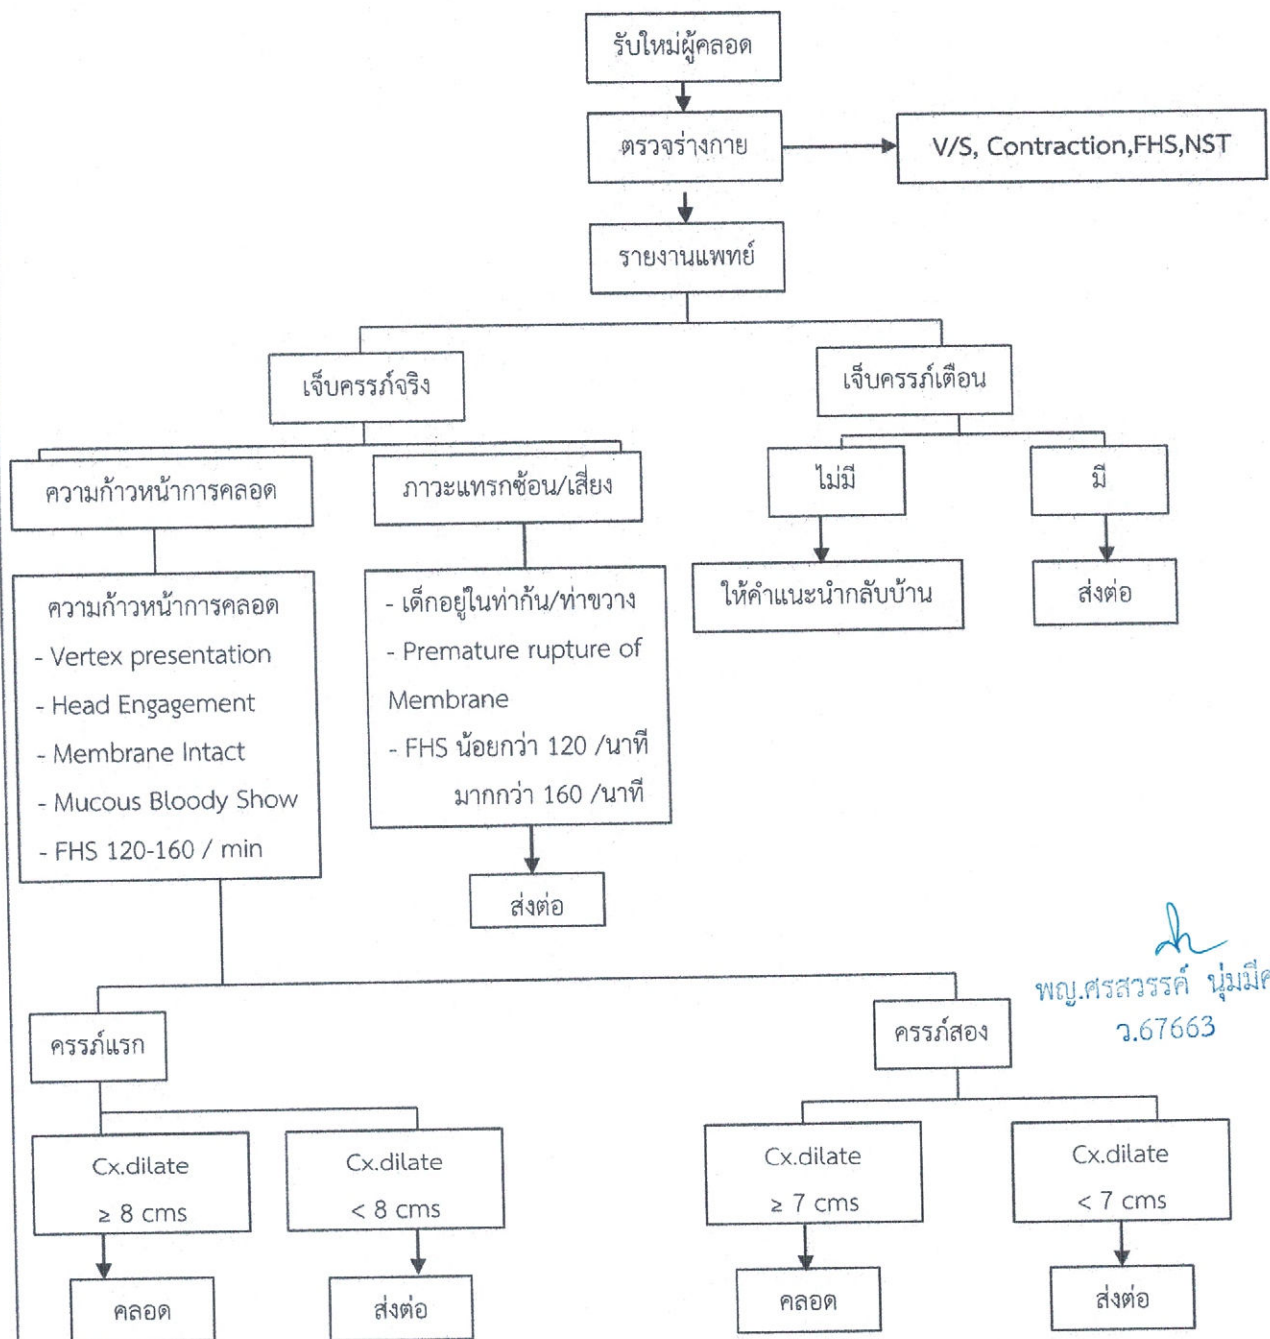 รับใหม่ผู้คลอด
ตรวจร่างกาย
V/S, Contraction,FHS,NST
รายงานแพทย์
เจ็บครรภ์จริง
เจ็บครรภ์เตือน
ความก้าวหน้าการคลอด
ภาวะแทรกซ้อน/เสี่ยง
ไม่มี
มี
ความก้าวหน้าการคลอด
- Vertex presentation
- Head Engagement
- Membrane Intact
- Mucous Bloody Show
- FHS 120-160 / min
- เด็กอยู่ในท่าก้น/ท่าขวาง
- Premature rupture of
Membrane
- FHS น้อยกว่า 120 /นาที
มากกว่า 160 /นาที
ให้คำแนะนำกลับบ้าน
ส่งต่อ
ส่งต่อ
พญ.ศรสวรรค์
ว.67663
ครรภ์แรก
ครรภ์สอง
Cx.dilate
≥ 8 cms
Cx.dilate
< 8 cms
Cx.dilate
≥ 7 cms
Cx.dilate
< 7 cms
คลอด
ส่งต่อ
คลอด
ส่งต่อ